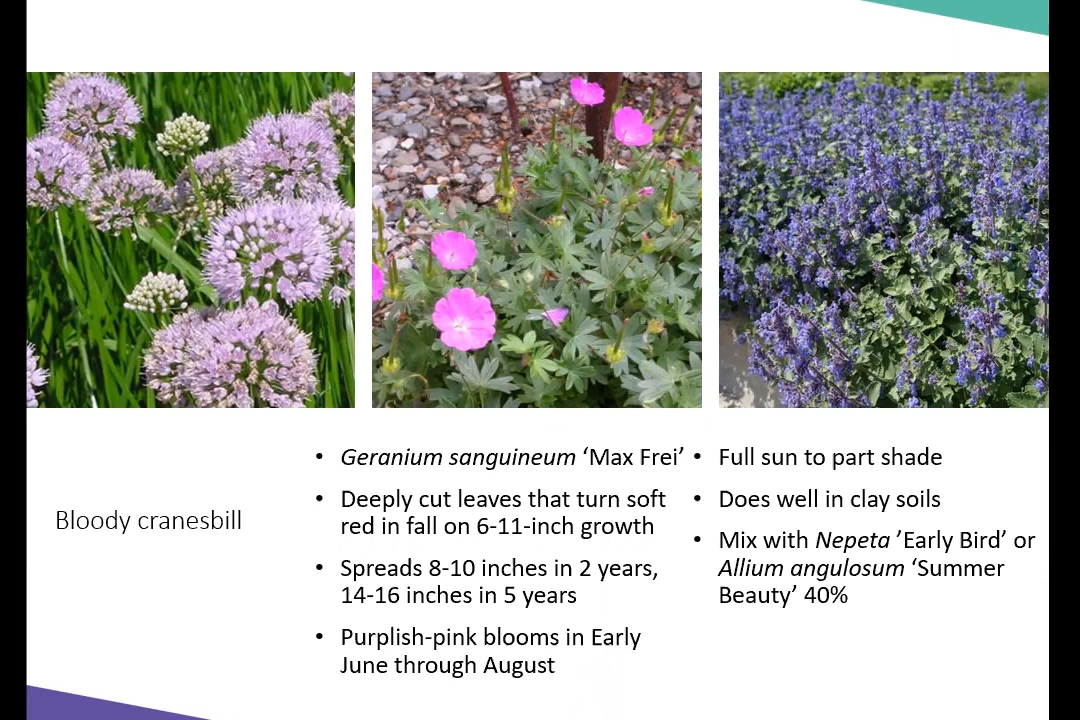 Bloody cranesbill
• Geranium sanguineum ‘Max Frei’
• Deeply cut leaves that turn soft
red in fall on 6-11-inch growth
• Spreads 8-10 inches in 2 years,
14-16 inches in 5 years
• Purplish-pink blooms in Early
June through August
• Full sun to part shade
• Does well in clay soils
• Mix with Nepeta ’Early Bird’ or
Allium angulosum ‘Summer
Beauty’ 40%